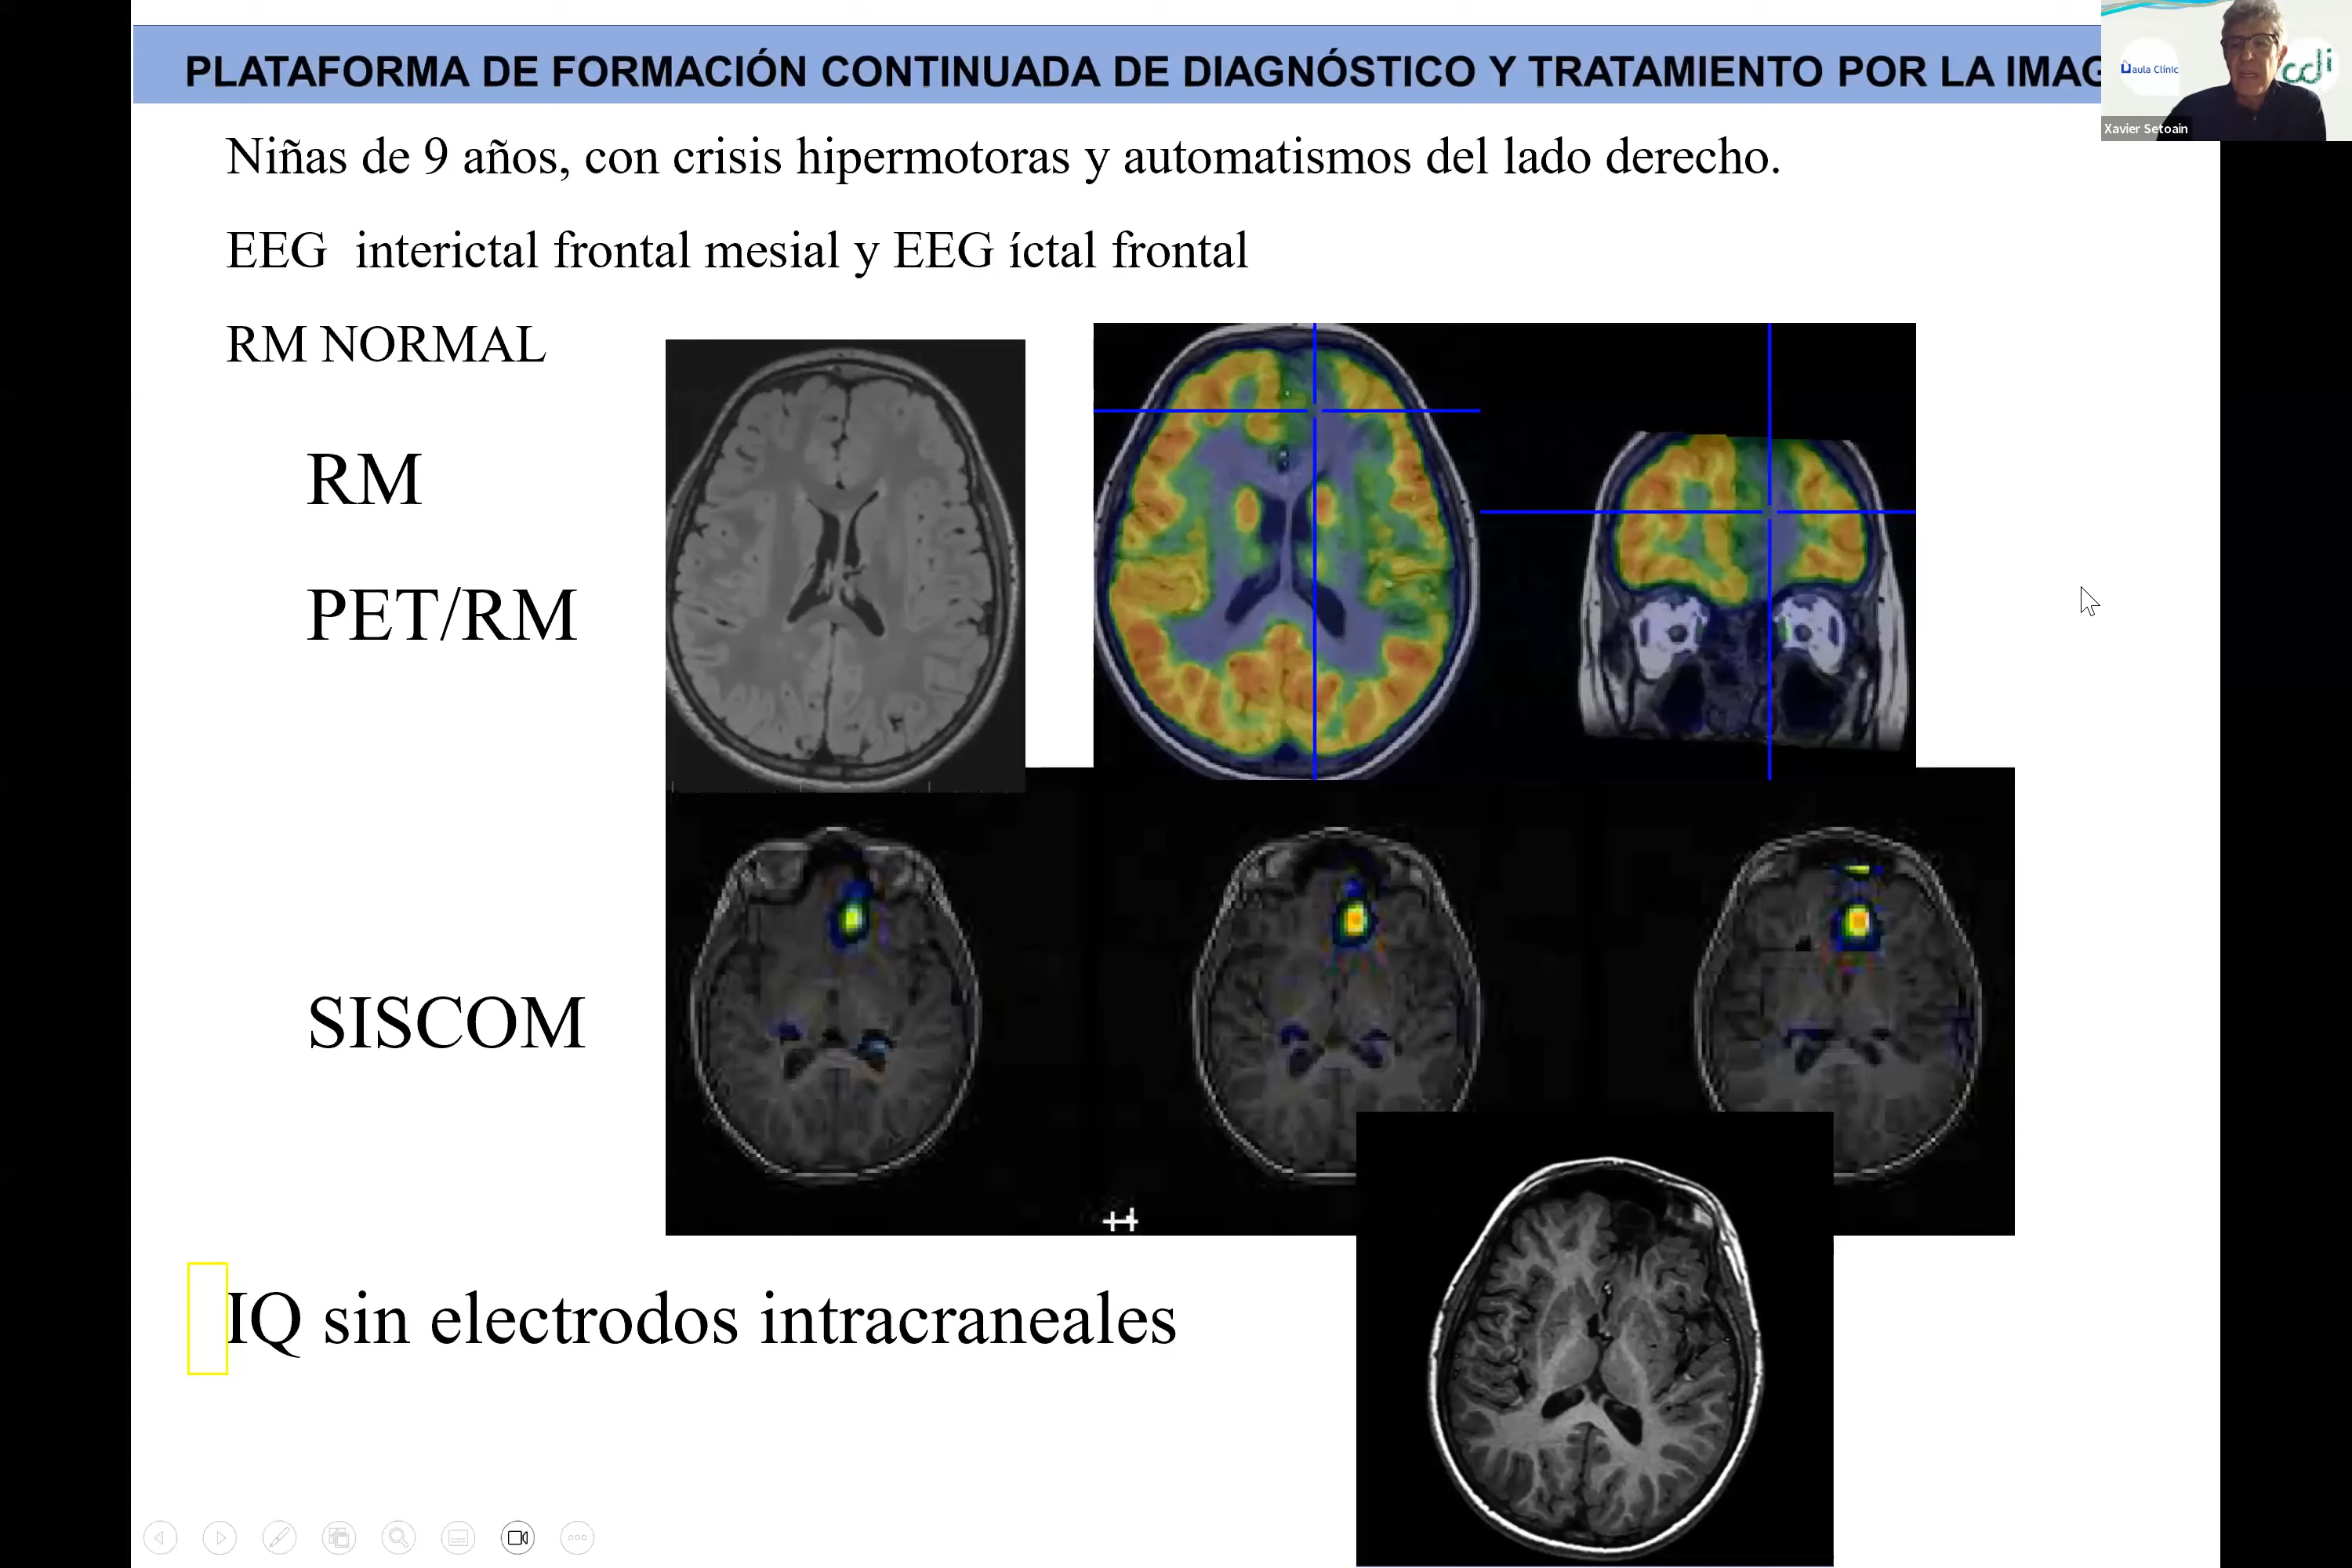 PLATAFORMA DE FORMACIÓN CONTINUADA DE DIAGNÓSTICO Y TRATAMIENTO POR LA IMAG
aula Clínic
cdi
Xavier Setoain
Niñas de 9 años, con crisis hipermotoras y automatismos del lado derecho.
EEG interictal frontal mesial y EEG íctal frontal
RM NORMAL
RM
PET/RM
SISCOM
IQ sin electrodos intracraneales